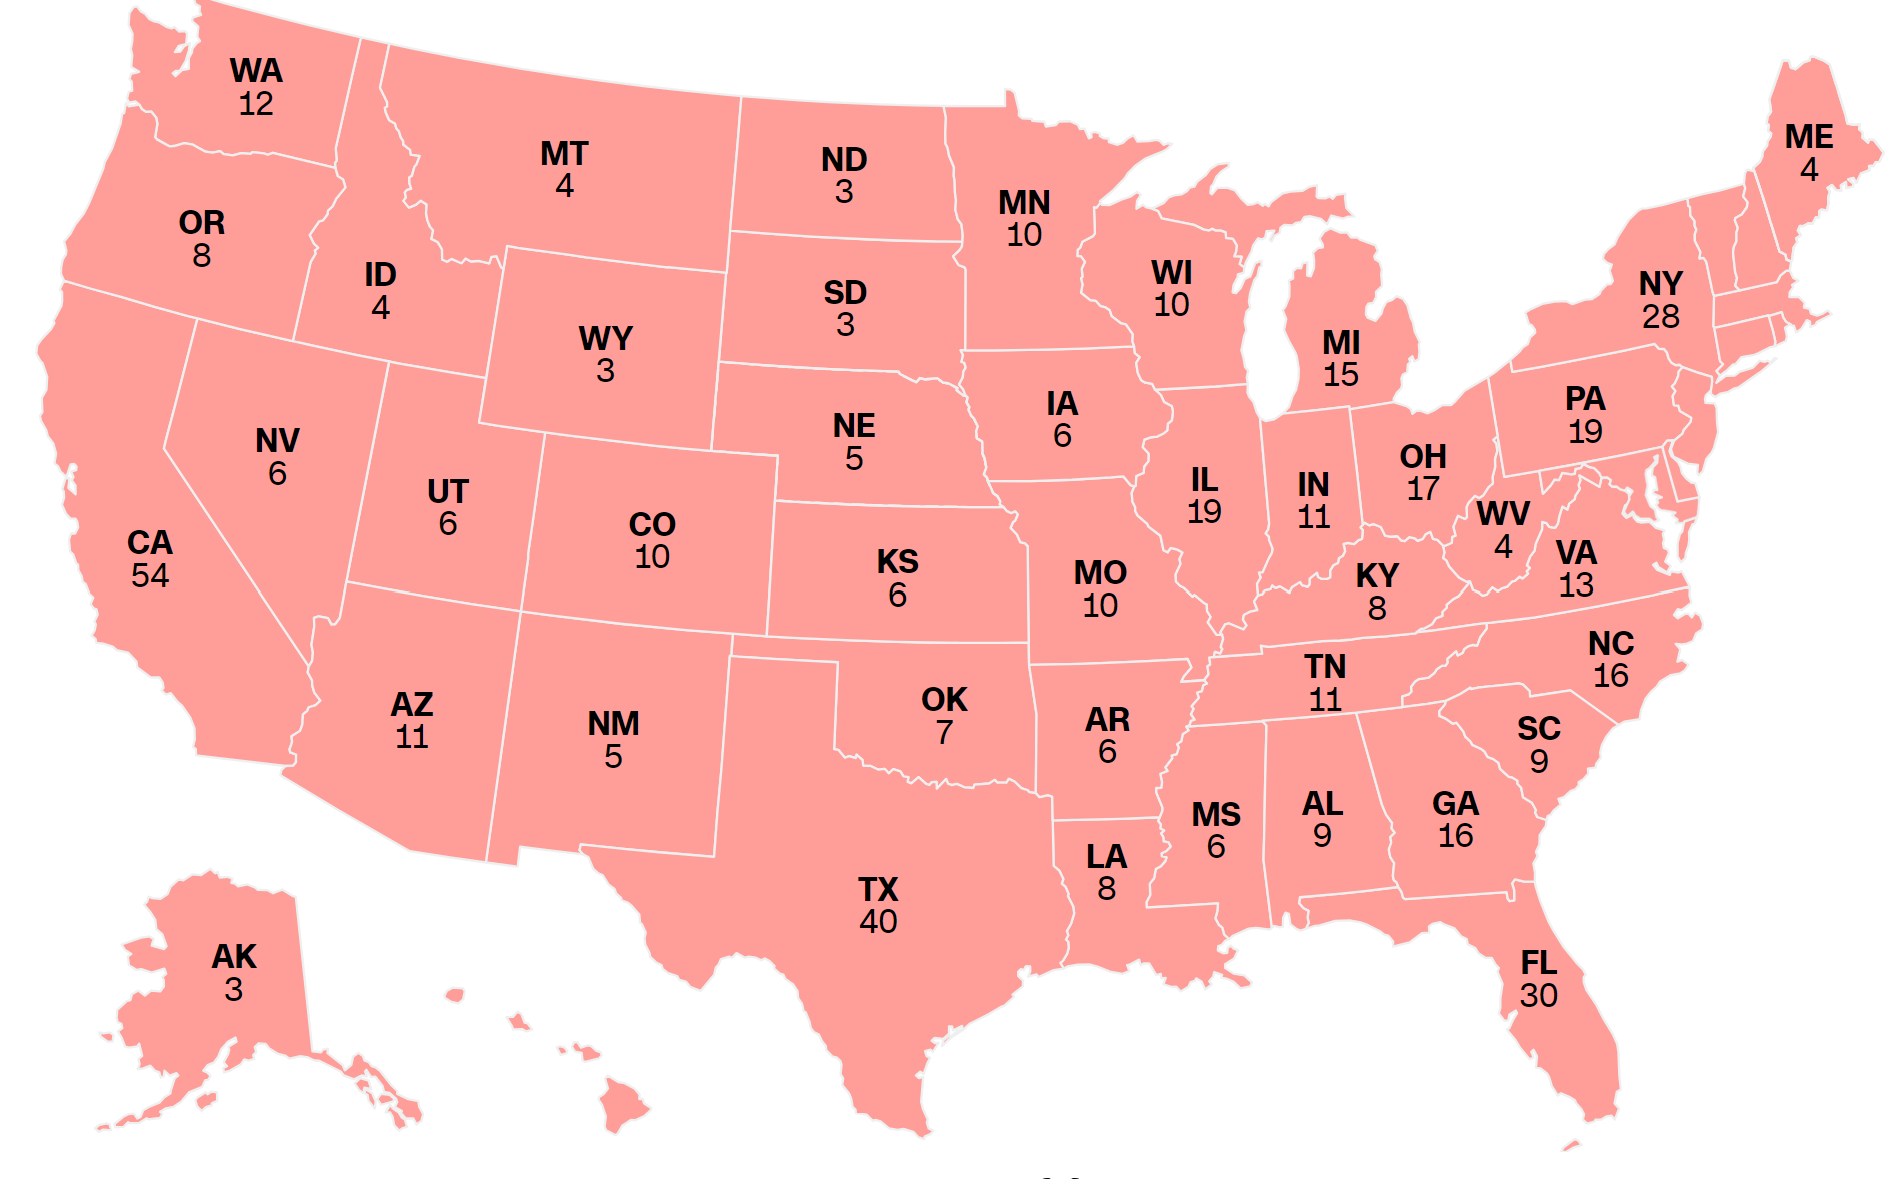 WA
12
MT
4
ND
3
MN
10
ME
4
OR
8
ID
4
SD
3
WI
10
NY
28
WY
3
MI
15
NE
5
IA
6
PA
19
NV
6
UT
6
CO
10
KS
6
MO
10
IL
19
IN
11
OH
17
WV
4
VA
13
KY
8
CA
54
NC
16
TN
11
AZ
11
NM
5
OK
7
AR
6
SC
9
MS
6
AL
9
GA
16
LA
8
TX
40
FL
30
AK
3